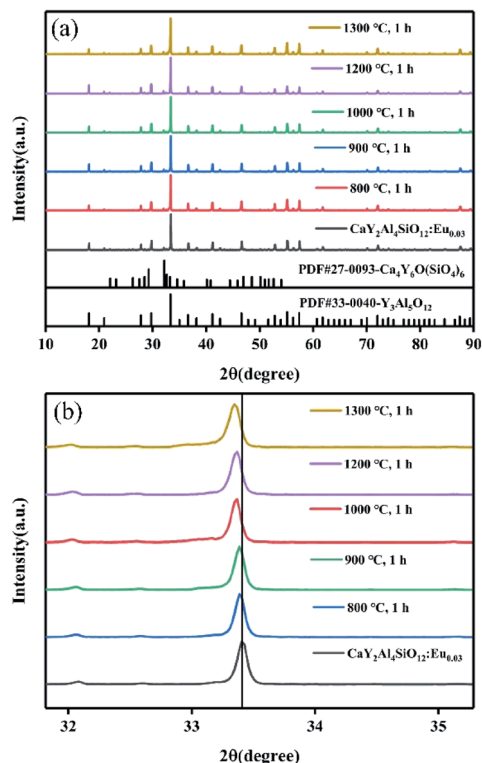 (a)
1300 °C, 1 h
1200 °C, 1 h
1000 °C, 1 h
900 °C, 1 h
800 °C, 1 h
CaY₂Al₄SiO₁₂:Eu₀.₀₃
PDF#27-0093-Ca₄Y₆O(SiO₄)₆
PDF#33-0040-Y₃Al₅O₁₂
Intensity(a.u.)
10 20 30 40 50 60 70 80 90
2θ(degree)
(b)
1300 °C, 1 h
1200 °C, 1 h
1000 °C, 1 h
900 °C, 1 h
800 °C, 1 h
CaY₂Al₄SiO₁₂:Eu₀.₀₃
Intensity(a.u.)
32 33 34 35
2θ(degree)